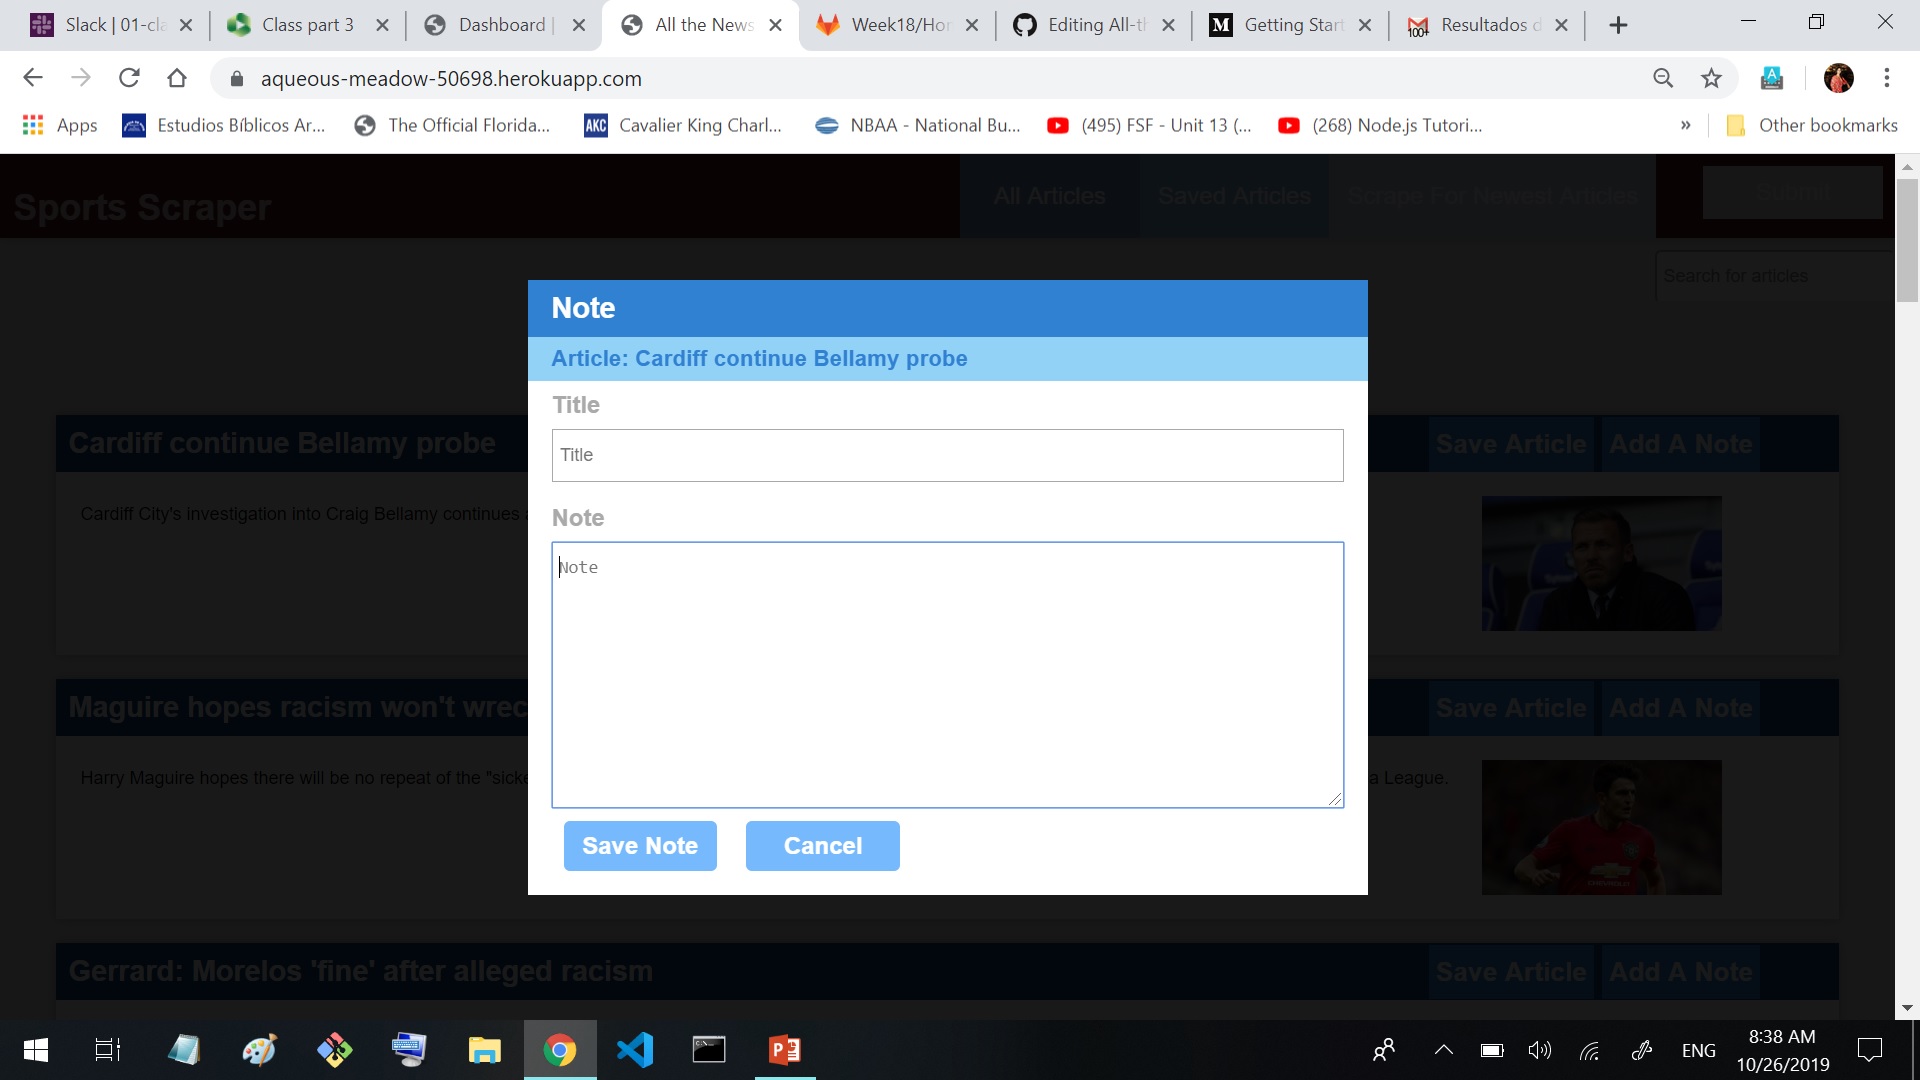 Slack | 01-cla
Class part 3
Dashboard |
All the News
Week18/Hor
Editing All-th
Getting Start
100+
Resultados d
aqueous-meadow-50698.herokuapp.com
Apps
Estudios Bíblicos Ar...
The Official Florida...
AKC
Cavalier King Charl...
NBAA - National Bu...
(495) FSF - Unit 13 (...
(268) Node.js Tutori...
»
Other bookmarks
Sports Scraper
All Articles
Saved Articles
Scrape For Newest Articles
Submit
Search for articles
Note
Article: Cardiff continue Bellamy probe
Title
Title
Note
Note
Save Note
Cancel
Cardiff continue Bellamy probe
Save Article
Add A Note
Cardiff City's investigation into Craig Bellamy continues
Maguire hopes racism won't wrec
Save Article
Add A Note
Harry Maguire hopes there will be no repeat of the "sicke
a League.
CHEVROLET
Gerrard: Morelos 'fine' after alleged racism
Save Article
Add A Note
ENG
8:38 AM
10/26/2019